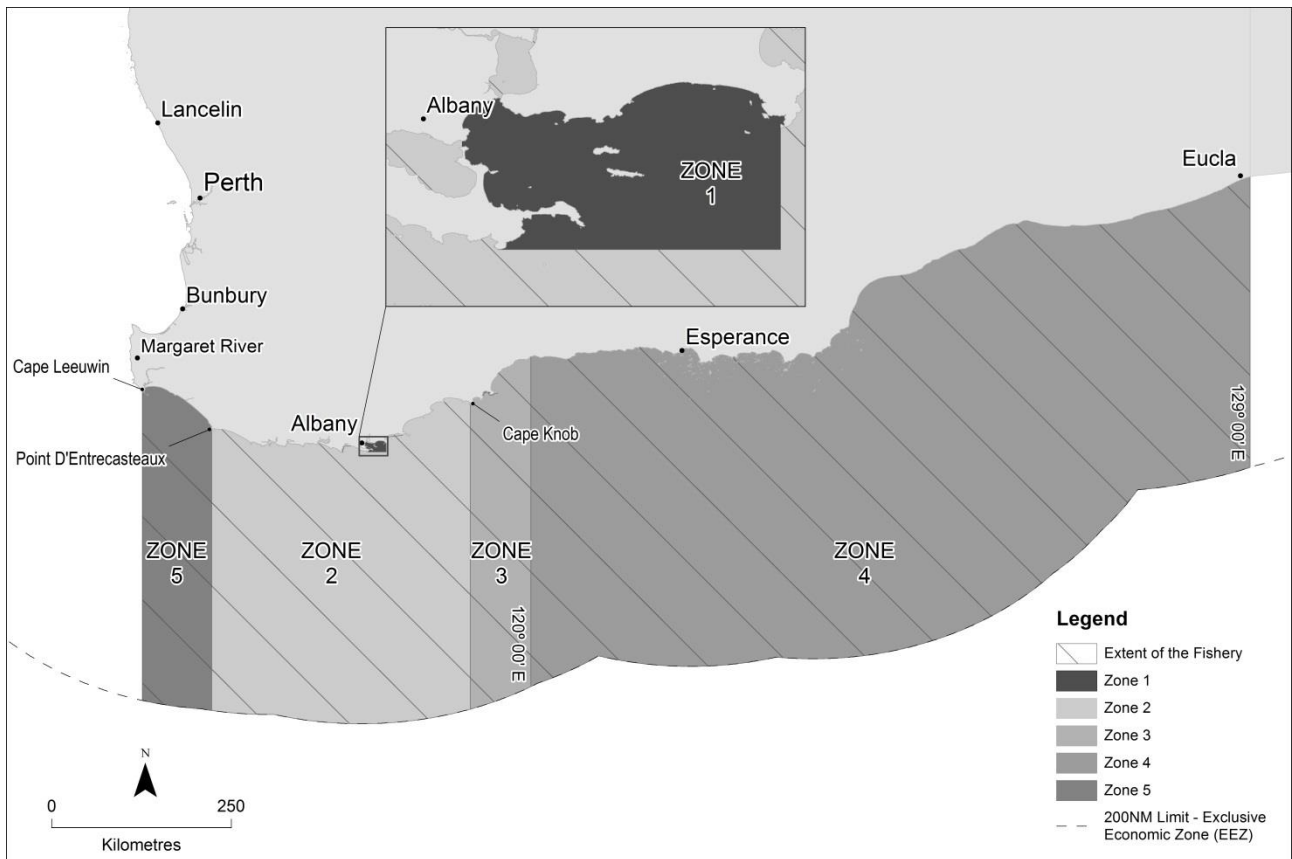 Lancelin
Perth
Bunbury
Margaret River
Cape Leeuwin
Point D'Entrecasteaux
Albany
ZONE
1
Albany
Cape Knob
Esperance
Eucla
129° 00' E
ZONE
5
ZONE
2
ZONE
3
120° 00' E
ZONE
4
Legend
Extent of the Fishery
Zone 1
Zone 2
Zone 3
Zone 4
Zone 5
200NM Limit - Exclusive
Economic Zone (EEZ)
N
0 250
Kilometres